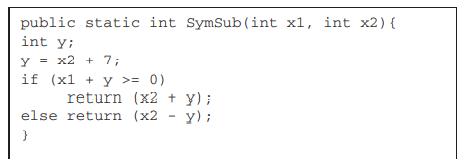 public static int SymSub(int x1, int x2){
int y;
y = x2 + 7;
if (x1 + y >= 0)
return (x2 + y);
else return (x2 - y);
}